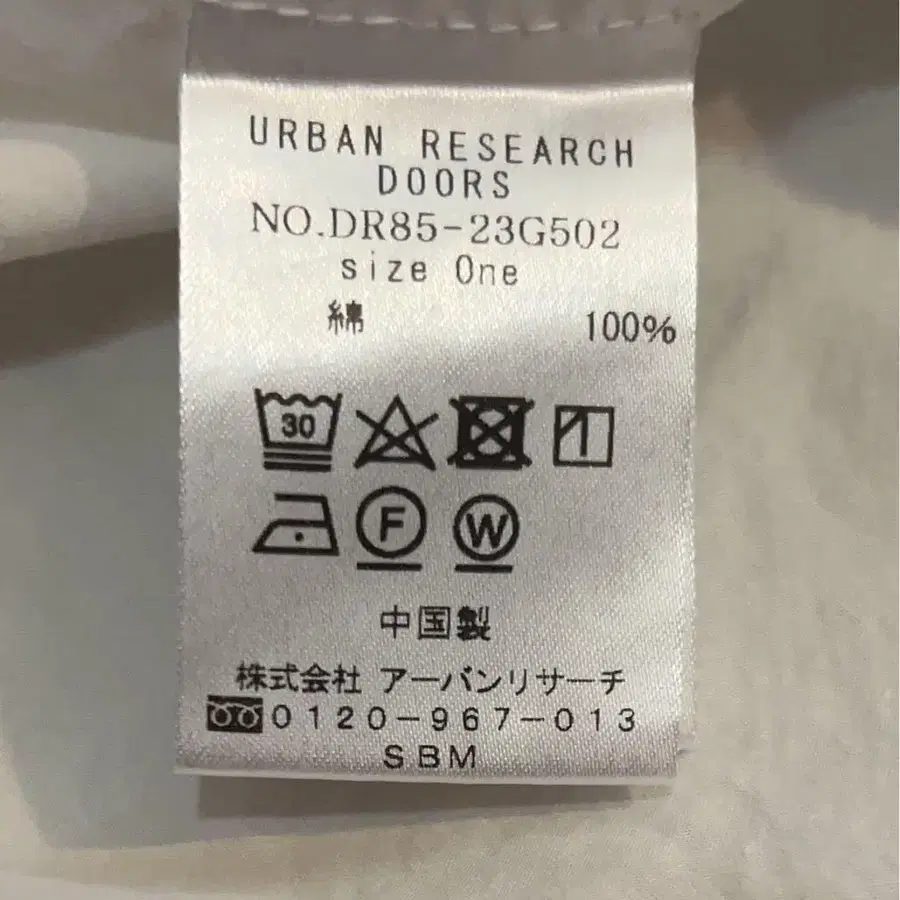 URBAN RESEARCH
DOORS
NO.DR85-23G502
size One
綿 100%
30
F W
中国製
株式会社 アーバンリサーチ
0120-967-013
SBM